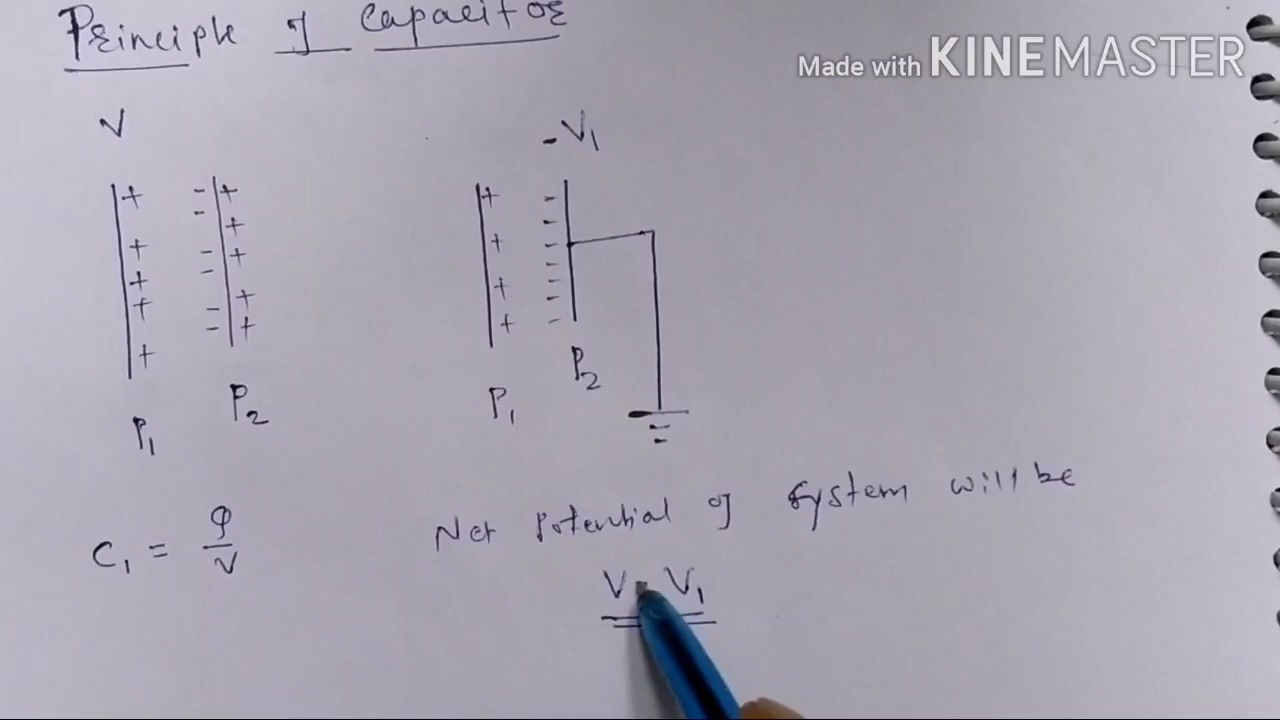 Principle of Capacitor
Made with KINEMASTER
V
- V1
P1
P2
P1
P2
C1 = Q/V
Net Potential of System will be
V - V1